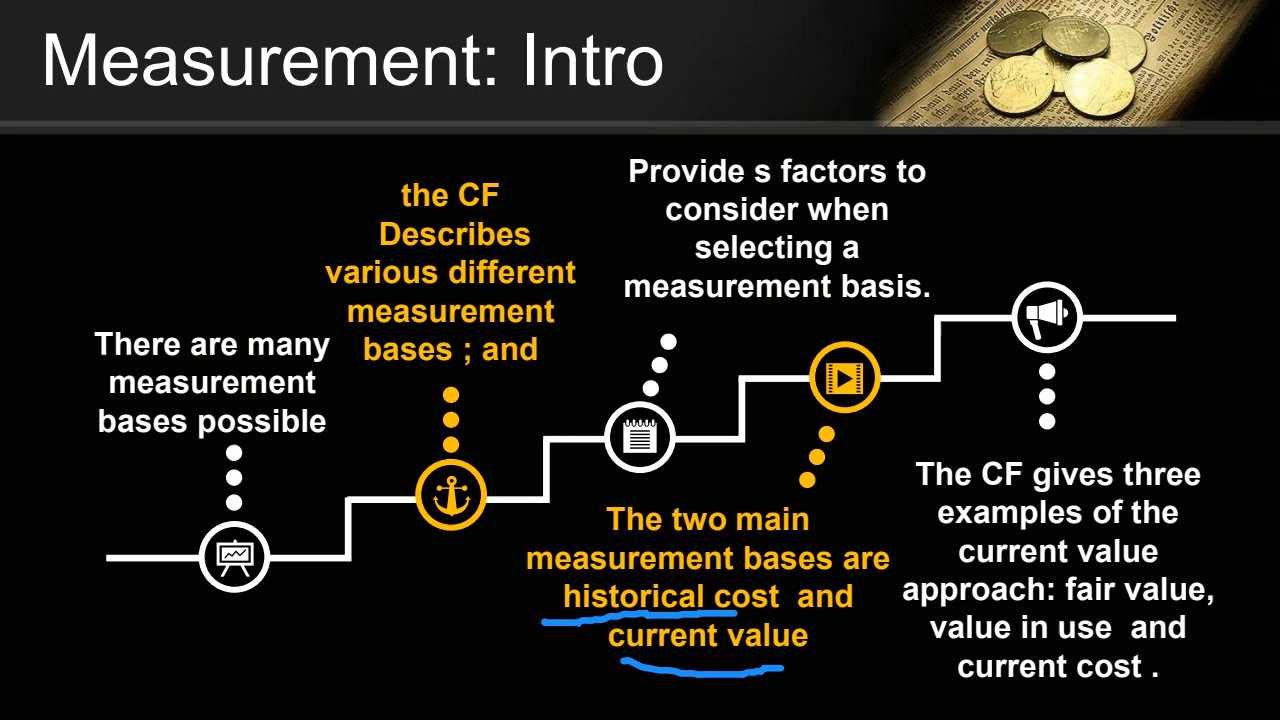 Measurement: Intro
There are many
measurement
bases possible
the CF
Describes
various different
measurement
bases ; and
Provide s factors to
consider when
selecting a
measurement basis.
The two main
measurement bases are
historical cost  and
current value
The CF gives three
examples of the
current value
approach: fair value,
value in use  and
current cost .